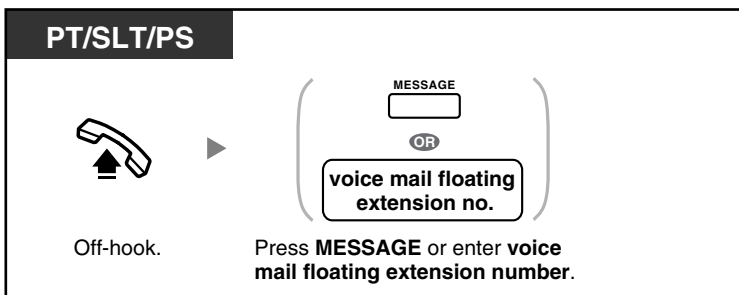 PT/SLT/PS
MESSAGE
OR
voice mail floating
extension no.
Off-hook.
Press MESSAGE or enter voice
mail floating extension number.